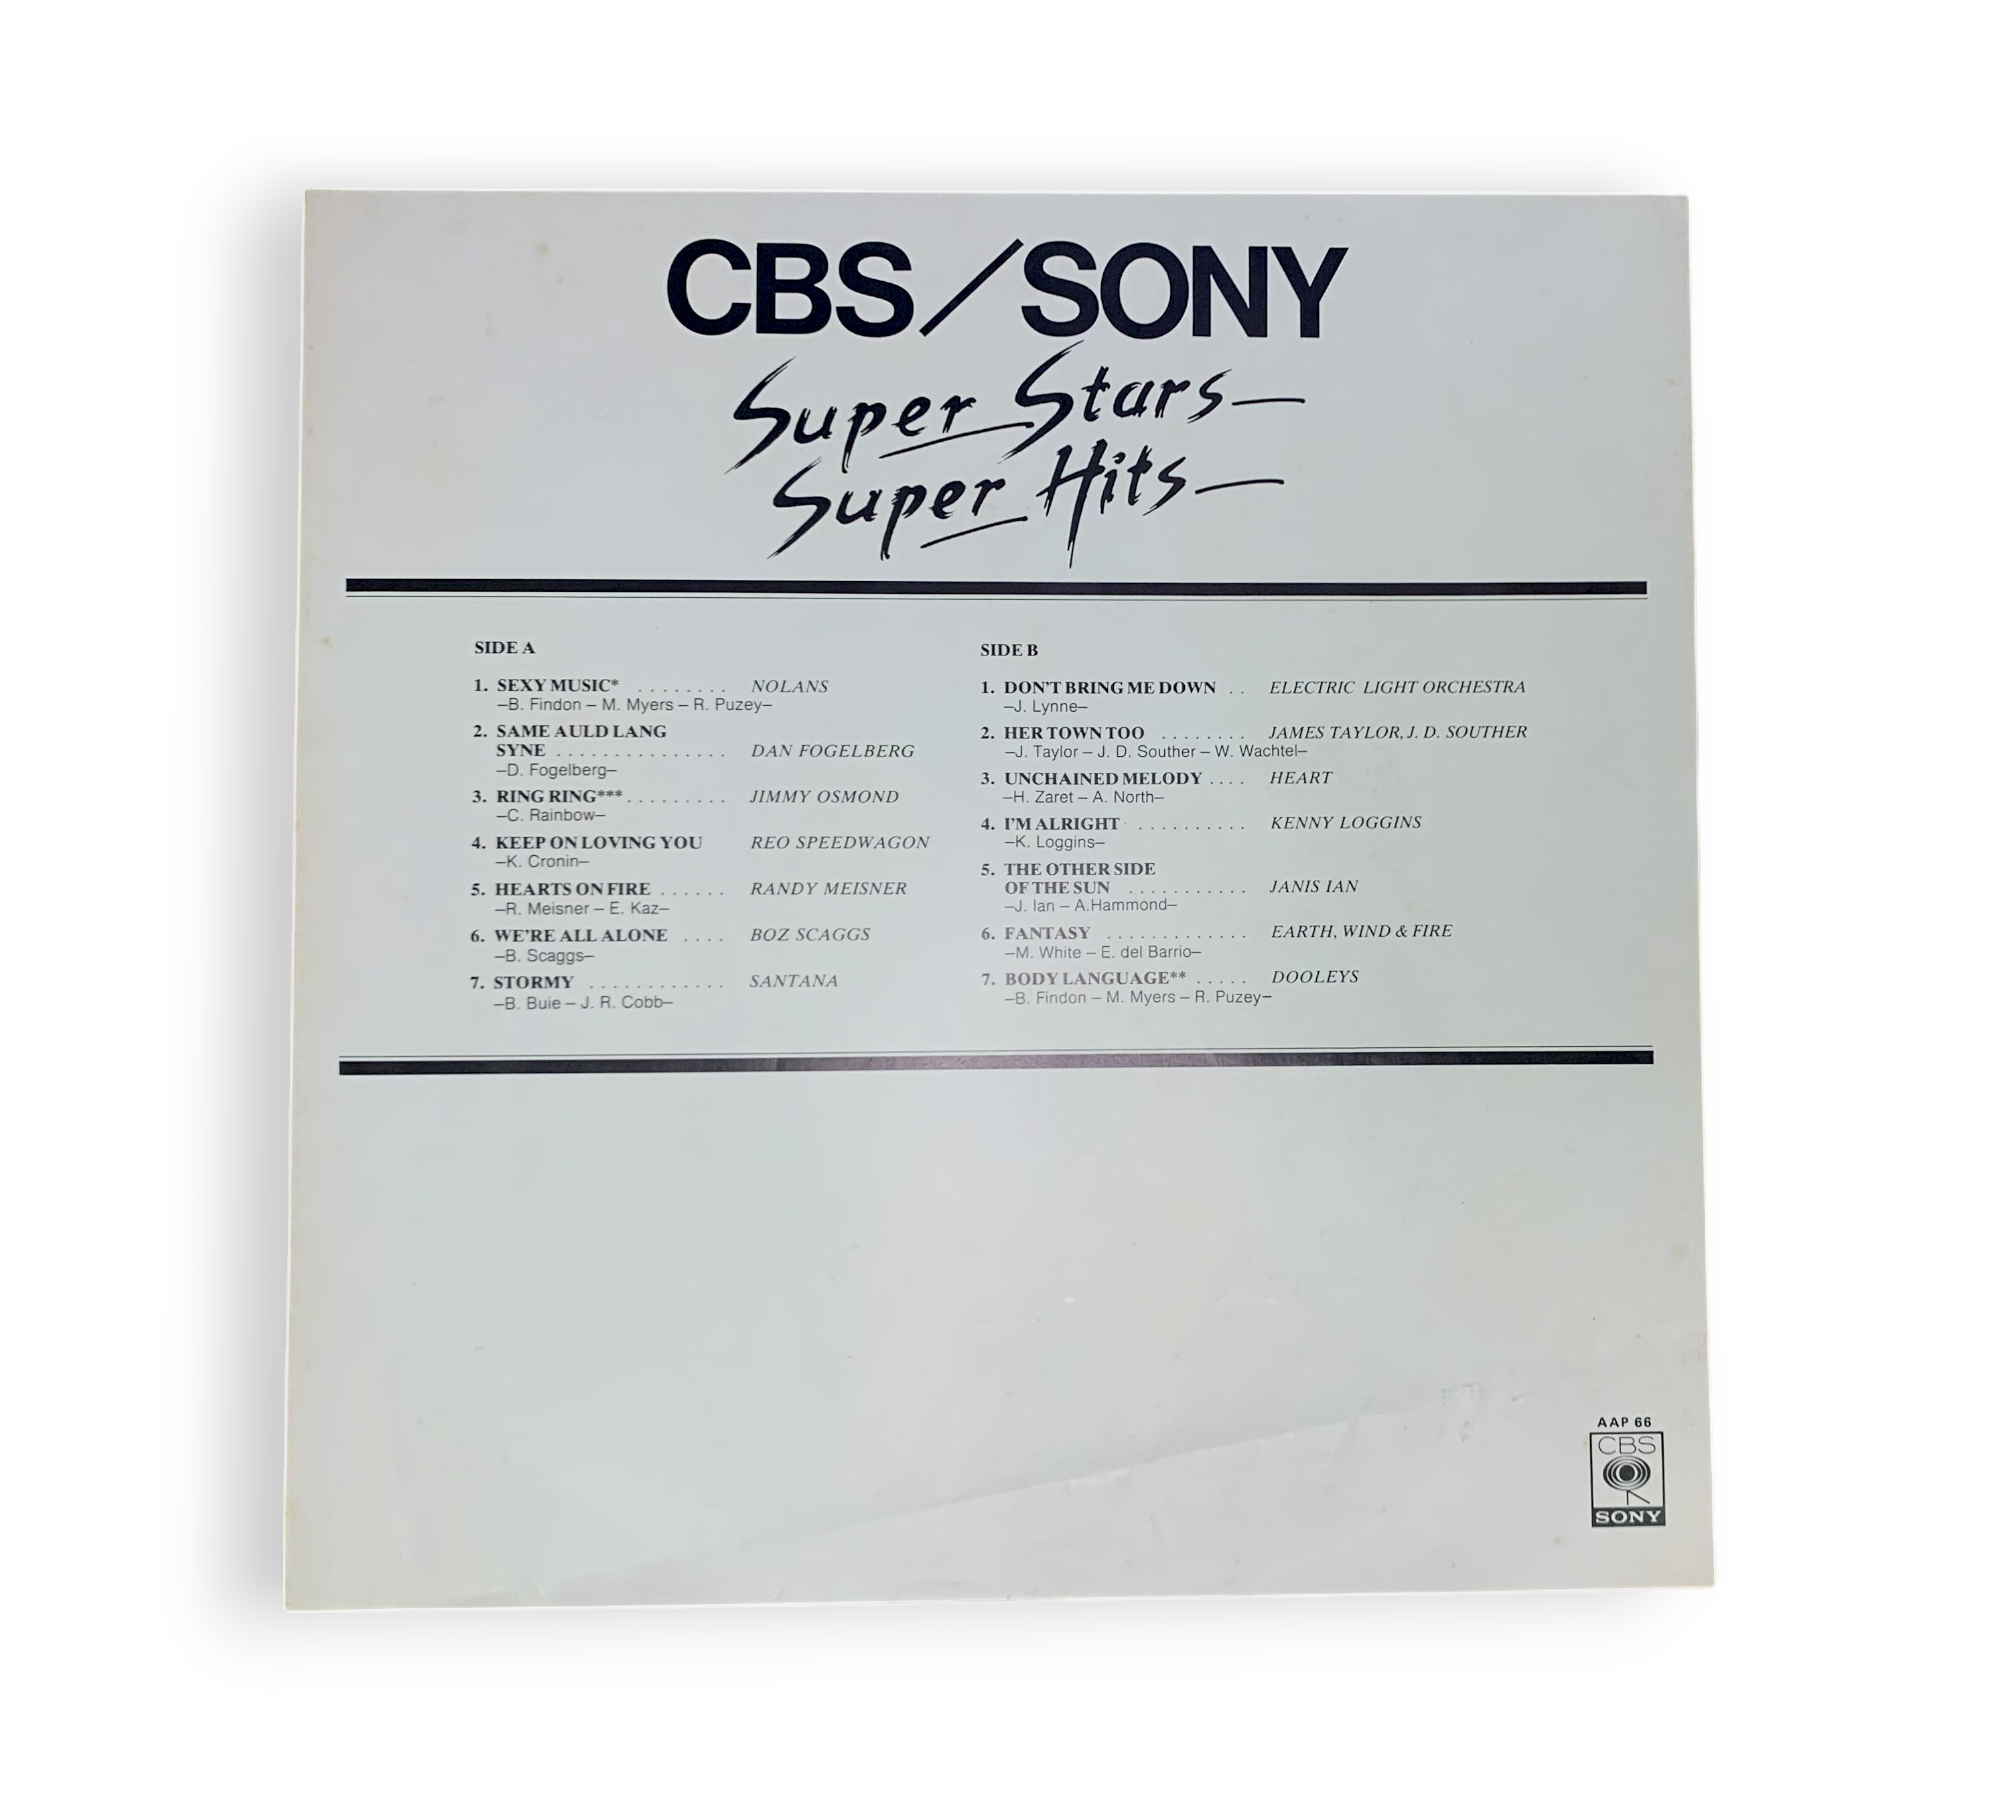 CBS/SONY
Super Stars—
Super Hits—
SIDE A
1. SEXY MUSIC* ........ NOLANS
–B. Findon – M. Myers – R. Puzey–
2. SAME AULD LANG
SYNE ................ DAN FOGELBERG
–D. Fogelberg–
3. RING RING*** ......... JIMMY OSMOND
–C. Rainbow–
4. KEEP ON LOVING YOU REO SPEEDWAGON
–K. Cronin–
5. HEARTS ON FIRE ...... RANDY MEISNER
–R. Meisner – E. Kaz–
6. WE'RE ALL ALONE .... BOZ SCAGGS
–B. Scaggs–
7. STORMY ............ SANTANA
–B. Buie – J. R. Cobb–
SIDE B
1. DON'T BRING ME DOWN .. ELECTRIC LIGHT ORCHESTRA
–J. Lynne–
2. HER TOWN TOO ........ JAMES TAYLOR, J. D. SOUTHER
–J. Taylor – J. D. Souther – W. Wachtel–
3. UNCHAINED MELODY .... HEART
–H. Zaret – A. North–
4. I'M ALRIGHT .......... KENNY LOGGINS
–K. Loggins–
5. THE OTHER SIDE
OF THE SUN ........... JANIS IAN
–J. Ian – A.Hammond–
6. FANTASY ............. EARTH, WIND & FIRE
–M. White – E. del Barrio–
7. BODY LANGUAGE** ..... DOOLEYS
–B. Findon – M. Myers – R. Puzey–
AAP 66
CBS
SONY